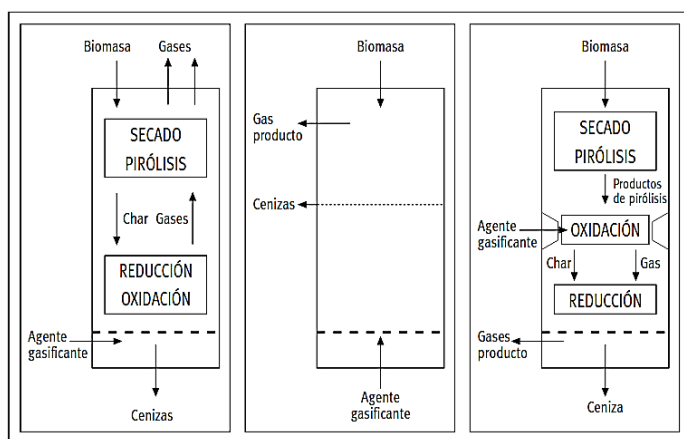 Biomasa
Gases
SECADO
PIRÓLISIS
Char Gases
REDUCCIÓN
OXIDACIÓN
Agente
gasificante
Cenizas
Biomasa
Gas
producto
Cenizas
Agente
gasificante
Biomasa
SECADO
PIRÓLISIS
Productos
de pirólisis
Agente
gasificante
OXIDACIÓN
Char
Gas
REDUCCIÓN
Gases
producto
Ceniza